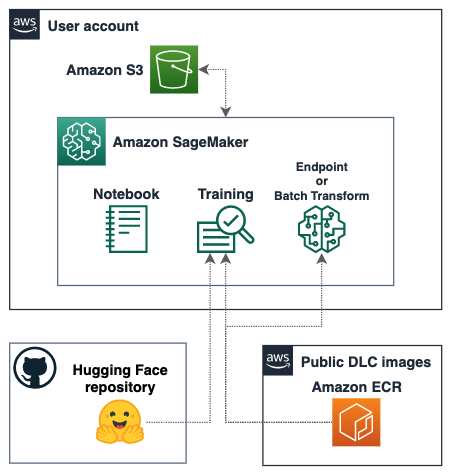 aws
User account
Amazon S3
Amazon SageMaker
Notebook
Training
Endpoint
or
Batch Transform
Hugging Face
repository
aws
Public DLC images
Amazon ECR